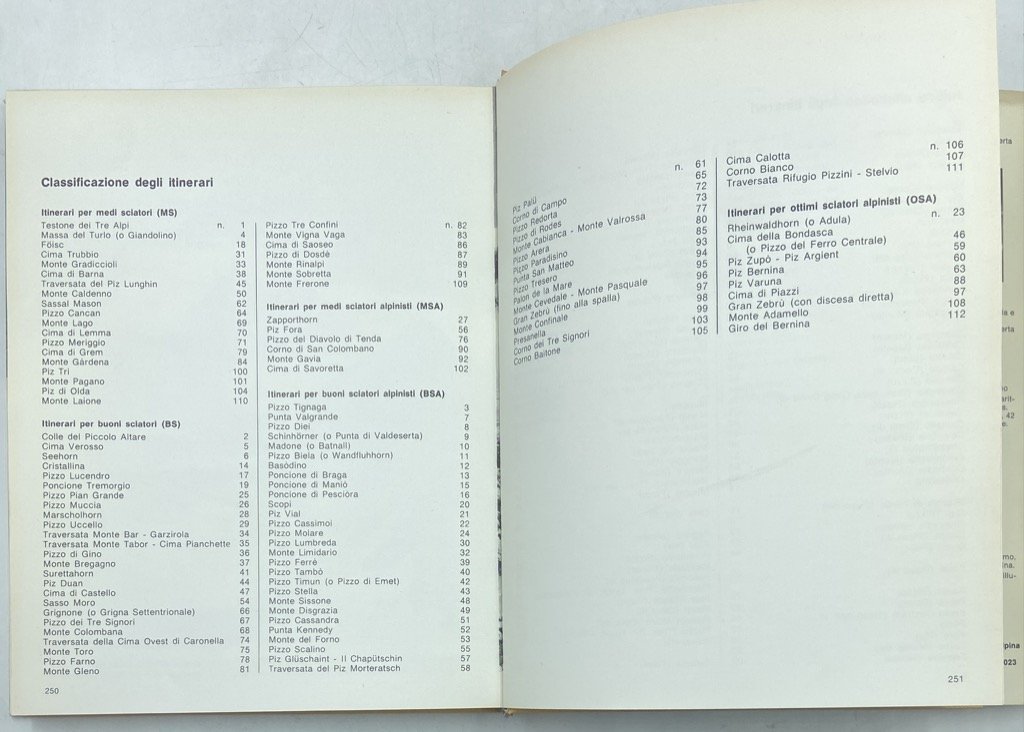 Classificazione degli itinerari
Itinerari per medi sciatori (MS)
Testone dei Tre Alpi n. 1
Massa del Turlo (o Giandolino) 4
Föisc 18
Cima Trubbio 31
Monte Gradiccioli 33
Cima di Barna 38
Traversata del Piz Lunghin 45
Monte Caldenno 50
Sassal Mason 62
Pizzo Cancan 64
Monte Lago 69
Cima di Lemma 70
Pizzo Meriggio 71
Cima di Grem 79
Monte Gàrdena 84
Piz Tri 100
Monte Pagano 101
Piz di Olda 104
Monte Laione 110
Itinerari per buoni sciatori (BS)
Colle del Piccolo Altare 2
Cima Verosso 5
Seehorn 6
Cristallina 14
Pizzo Lucendro 17
Poncione Tremorgio 19
Pizzo Pian Grande 25
Pizzo Muccia 26
Marscholhorn 28
Pizzo Uccello 29
Traversata Monte Bar - Garzirola 34
Traversata Monte Tabor - Cima Pianchette 35
Pizzo di Gino 36
Monte Bregagno 37
Surettahorn 41
Piz Duan 44
Cima di Castello 47
Sasso Moro 54
Grignone (o Grigna Settentrionale) 66
Pizzo dei Tre Signori 67
Monte Colombana 68
Traversata della Cima Ovest di Caronella 74
Monte Toro 75
Pizzo Farno 78
Monte Gleno 81
250
Pizzo Tre Confini n. 82
Monte Vigna Vaga 83
Cima di Saoseo 86
Pizzo di Dosdè 87
Monte Rinalpi 89
Monte Sobretta 91
Monte Frerone 109
Itinerari per medi sciatori alpinisti (MSA)
Zapporthorn 27
Piz Fora 56
Pizzo del Diavolo di Tenda 76
Corno di San Colombano 90
Monte Gavia 92
Cima di Savoretta 102
Itinerari per buoni sciatori alpinisti (BSA)
Pizzo Tignaga 3
Punta Valgrande 7
Pizzo Diei 8
Schinhörner (o Punta di Valdeserta) 9
Madone (o Batnall) 10
Pizzo Biela (o Wandfluhhorn) 11
Basòdino 12
Poncione di Braga 13
Poncione di Maniò 15
Poncione di Pesciòra 16
Scopi 20
Piz Vial 21
Pizzo Cassimoi 22
Pizzo Molare 24
Pizzo Lumbreda 30
Monte Limidario 32
Pizzo Ferrè 39
Pizzo Tambò 40
Pizzo Timun (o Pizzo di Emet) 42
Pizzo Stella 43
Monte Sissone 48
Monte Disgrazia 49
Pizzo Cassandra 51
Punta Kennedy 52
Monte del Forno 53
Pizzo Scalino 55
Piz Glüschaint - Il Chapütschin 57
Traversata del Piz Morteratsch 58
Piz Palü n. 61
Corno di Campo 65
Pizzo Redorta 72
Pizzo di Rodes 73
Monte Cabianca - Monte Valrossa 77
Pizzo Arera 80
Pizzo Paradisino 85
Punta San Matteo 93
Pizzo Tresero 94
Palon de la Mare 95
Monte Cevedale - Monte Pasquale 96
Gran Zebrù (fino alla spalla) 97
Monte Confinale 98
Presanella 99
Corno dei Tre Signori 103
Corno Baitone 105
Cima Calotta n. 106
Corno Bianco 107
Traversata Rifugio Pizzini - Stelvio 111
Itinerari per ottimi sciatori alpinisti (OSA)
Rheinwaldhorn (o Adula) n. 23
Cima della Bondasca
(o Pizzo del Ferro Centrale) 46
Piz Zupò - Piz Argient 59
Piz Bernina 60
Piz Varuna 63
Cima di Piazzi 88
Gran Zebrù (con discesa diretta) 97
Monte Adamello 108
Giro del Bernina 112
251